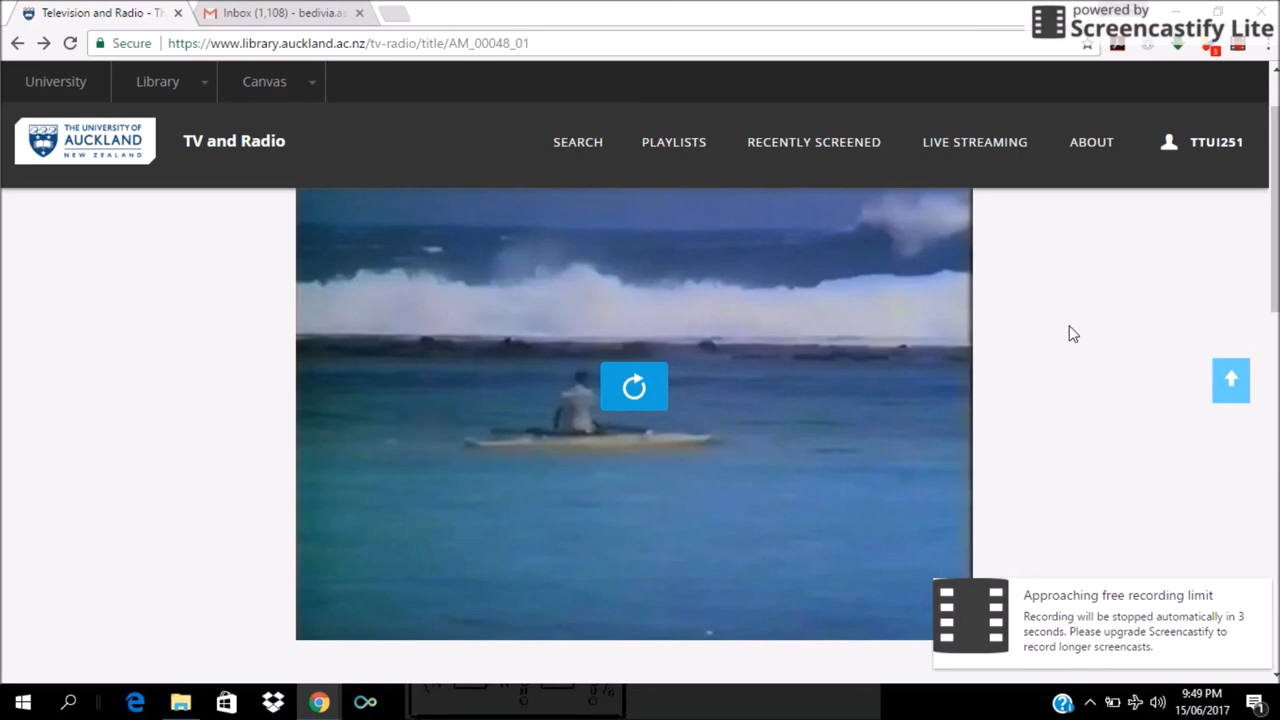 Television and Radio - Th
Inbox (1,108) - bedivia.a
powered by
Screencastify Lite
Secure
https://www.library.auckland.ac.nz/tv-radio/title/AM_00048_01
3
University
Library
Canvas
THE UNIVERSITY OF
AUCKLAND
NEW ZEALAND
TV and Radio
SEARCH
PLAYLISTS
RECENTLY SCREENED
LIVE STREAMING
ABOUT
TTUI251
Approaching free recording limit
Recording will be stopped automatically in 3
seconds. Please upgrade Screencastify to
record longer screencasts.
9:49 PM
15/06/2017
1